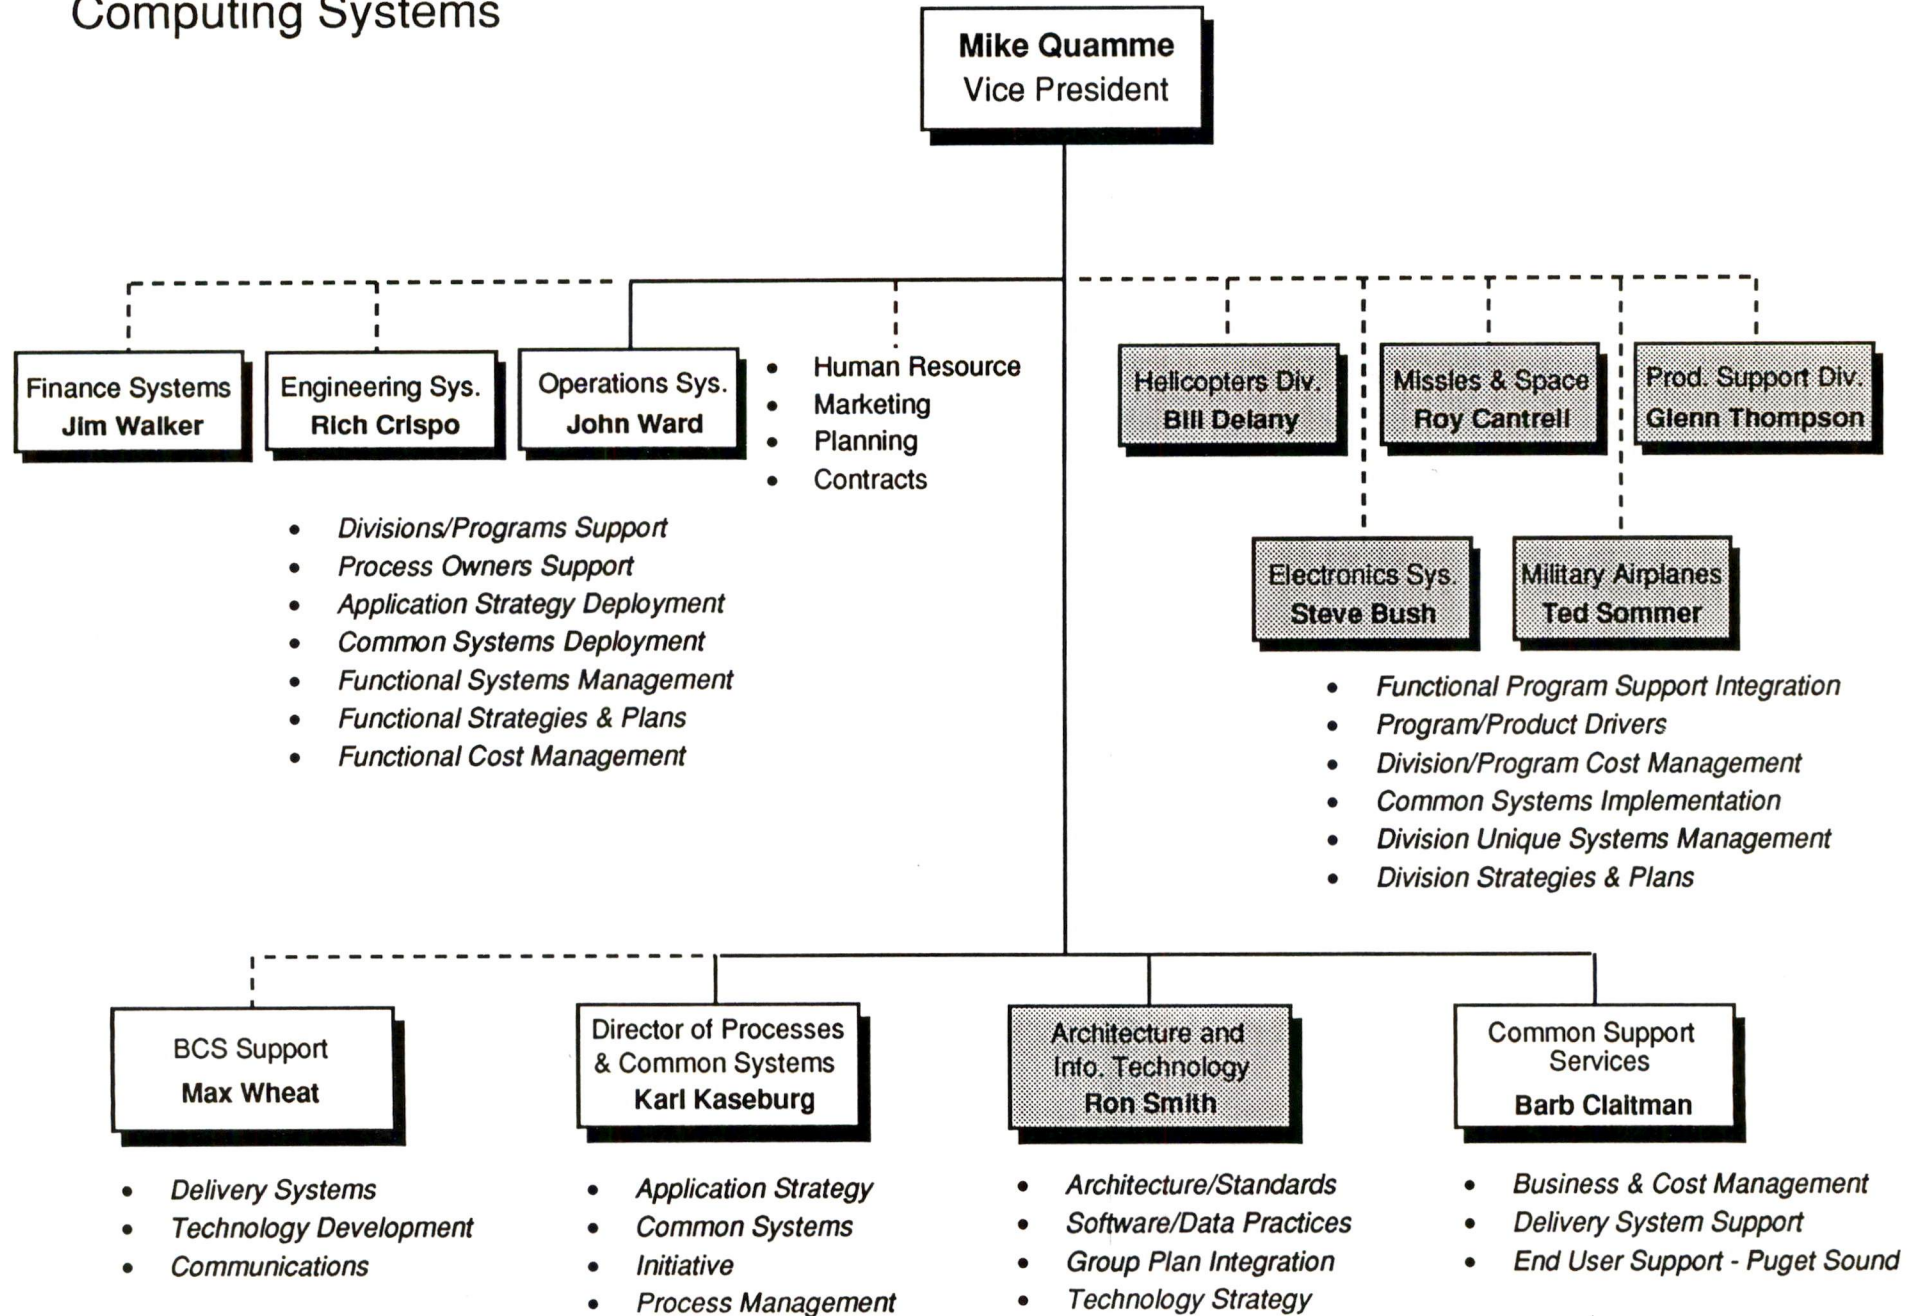 Computing Systems
Mike Quamme
Vice President
Finance Systems
Jim Walker
Engineering Sys.
Rich Crispo
Operations Sys.
John Ward
• Human Resource
• Marketing
• Planning
• Contracts
Helicopters Div.
Bill Delany
Missles & Space
Roy Cantrell
Prod. Support Div.
Glenn Thompson
Electronics Sys.
Steve Bush
Military Airplanes
Ted Sommer
• Divisions/Programs Support
• Process Owners Support
• Application Strategy Deployment
• Common Systems Deployment
• Functional Systems Management
• Functional Strategies & Plans
• Functional Cost Management
• Functional Program Support Integration
• Program/Product Drivers
• Division/Program Cost Management
• Common Systems Implementation
• Division Unique Systems Management
• Division Strategies & Plans
BCS Support
Max Wheat
• Delivery Systems
• Technology Development
• Communications
Director of Processes
& Common Systems
Karl Kaseburg
• Application Strategy
• Common Systems
• Initiative
• Process Management
Architecture and
Info. Technology
Ron Smith
• Architecture/Standards
• Software/Data Practices
• Group Plan Integration
• Technology Strategy
Common Support
Services
Barb Claitman
• Business & Cost Management
• Delivery System Support
• End User Support - Puget Sound